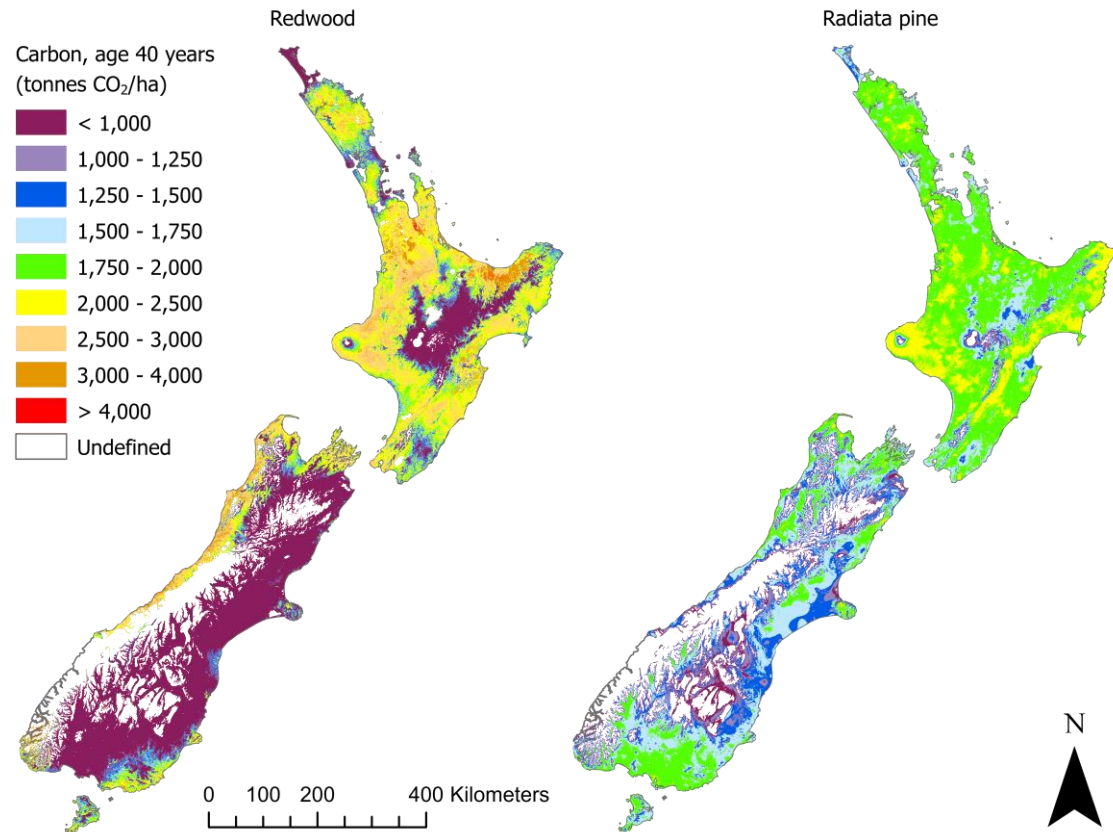 Redwood
Radiata pine
Carbon, age 40 years
(tonnes CO₂/ha)
< 1,000
1,000 - 1,250
1,250 - 1,500
1,500 - 1,750
1,750 - 2,000
2,000 - 2,500
2,500 - 3,000
3,000 - 4,000
> 4,000
Undefined
N
0 100 200 400 Kilometers